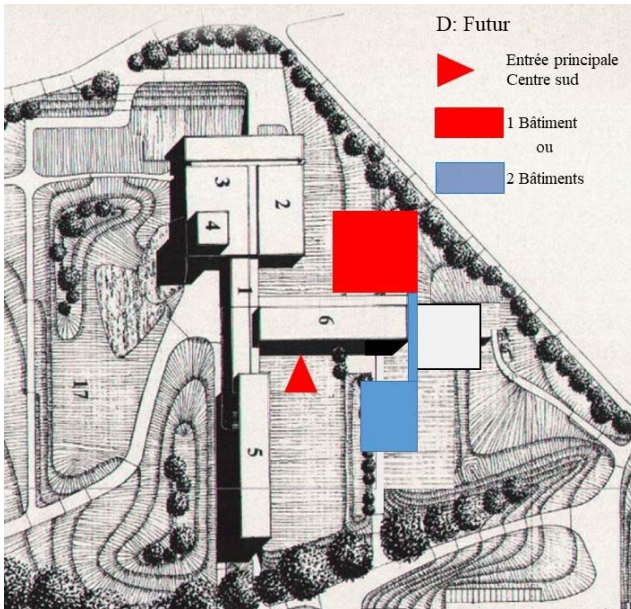 D: Futur
Entrée principale
Centre sud
1 Bâtiment
ou
2 Bâtiments
3
2
4
1
6
17
5